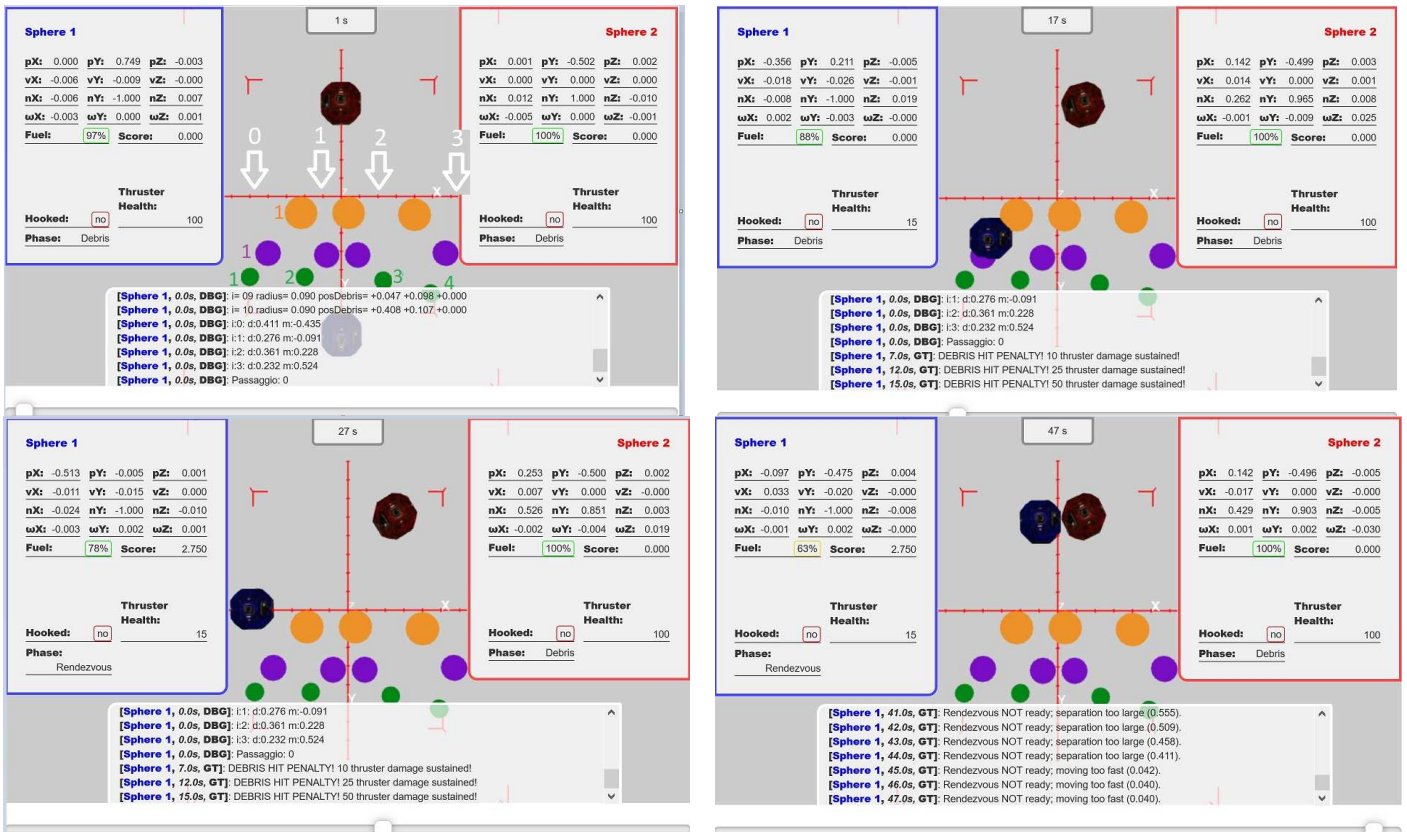 1 s
Sphere 1
pX: 0.000 pY: 0.749 pZ: -0.003
vX: -0.006 vY: -0.009 vZ: -0.000
nX: -0.006 nY: -1.000 nZ: 0.007
ωX: -0.003 ωY: 0.000 ωZ: 0.001
Fuel: 97% Score: 0.000
Thruster
Health:
Hooked: no 100
Phase: Debris
Sphere 2
pX: 0.001 pY: -0.502 pZ: 0.002
vX: 0.000 vY: 0.000 vZ: 0.000
nX: 0.012 nY: 1.000 nZ: -0.010
ωX: -0.005 ωY: 0.000 ωZ: -0.001
Fuel: 100% Score: 0.000
Thruster
Health:
Hooked: no 100
Phase: Debris
0 1 2 3
X
Z
1
1
1 2 3 4
Y
[Sphere 1, 0.0s, DBG]: i= 09 radius= 0.090 posDebris= +0.047 +0.098 +0.000
[Sphere 1, 0.0s, DBG]: i= 10 radius= 0.090 posDebris= +0.408 +0.107 +0.000
[Sphere 1, 0.0s, DBG]: i:0: d:0.411 m:-0.435
[Sphere 1, 0.0s, DBG]: i:1: d:0.276 m:-0.091
[Sphere 1, 0.0s, DBG]: i:2: d:0.361 m:0.228
[Sphere 1, 0.0s, DBG]: i:3: d:0.232 m:0.524
[Sphere 1, 0.0s, DBG]: Passaggio: 0
17 s
Sphere 1
pX: -0.356 pY: 0.211 pZ: -0.005
vX: -0.018 vY: -0.026 vZ: -0.001
nX: -0.008 nY: -1.000 nZ: 0.019
ωX: 0.002 ωY: -0.003 ωZ: -0.000
Fuel: 88% Score: 0.000
Thruster
Health:
Hooked: no 15
Phase: Debris
Sphere 2
pX: 0.142 pY: -0.499 pZ: 0.003
vX: 0.014 vY: 0.000 vZ: 0.001
nX: 0.262 nY: 0.965 nZ: 0.008
ωX: -0.001 ωY: -0.009 ωZ: 0.025
Fuel: 100% Score: 0.000
Thruster
Health:
Hooked: no 100
Phase: Debris
X
Z
Y
[Sphere 1, 0.0s, DBG]: i:1: d:0.276 m:-0.091
[Sphere 1, 0.0s, DBG]: i:2: d:0.361 m:0.228
[Sphere 1, 0.0s, DBG]: i:3: d:0.232 m:0.524
[Sphere 1, 0.0s, DBG]: Passaggio: 0
[Sphere 1, 7.0s, GT]: DEBRIS HIT PENALTY! 10 thruster damage sustained!
[Sphere 1, 12.0s, GT]: DEBRIS HIT PENALTY! 25 thruster damage sustained!
[Sphere 1, 15.0s, GT]: DEBRIS HIT PENALTY! 50 thruster damage sustained!
27 s
Sphere 1
pX: -0.513 pY: -0.005 pZ: 0.001
vX: -0.011 vY: -0.015 vZ: 0.000
nX: -0.024 nY: -1.000 nZ: -0.010
ωX: -0.003 ωY: 0.002 ωZ: 0.001
Fuel: 78% Score: 2.750
Thruster
Health:
Hooked: no 15
Phase:
Rendezvous
Sphere 2
pX: 0.253 pY: -0.500 pZ: 0.002
vX: 0.007 vY: 0.000 vZ: -0.000
nX: 0.526 nY: 0.851 nZ: 0.003
ωX: -0.002 ωY: -0.004 ωZ: 0.019
Fuel: 100% Score: 0.000
Thruster
Health:
Hooked: no 100
Phase: Debris
X
Z
Y
[Sphere 1, 0.0s, DBG]: i:1: d:0.276 m:-0.091
[Sphere 1, 0.0s, DBG]: i:2: d:0.361 m:0.228
[Sphere 1, 0.0s, DBG]: i:3: d:0.232 m:0.524
[Sphere 1, 0.0s, DBG]: Passaggio: 0
[Sphere 1, 7.0s, GT]: DEBRIS HIT PENALTY! 10 thruster damage sustained!
[Sphere 1, 12.0s, GT]: DEBRIS HIT PENALTY! 25 thruster damage sustained!
[Sphere 1, 15.0s, GT]: DEBRIS HIT PENALTY! 50 thruster damage sustained!
47 s
Sphere 1
pX: -0.097 pY: -0.475 pZ: 0.004
vX: 0.033 vY: -0.020 vZ: -0.000
nX: -0.010 nY: -1.000 nZ: -0.008
ωX: -0.001 ωY: 0.002 ωZ: -0.000
Fuel: 63% Score: 2.750
Thruster
Health:
Hooked: no 15
Phase:
Rendezvous
Sphere 2
pX: 0.142 pY: -0.496 pZ: -0.005
vX: -0.017 vY: 0.000 vZ: -0.000
nX: 0.429 nY: 0.903 nZ: -0.005
ωX: 0.001 ωY: 0.002 ωZ: -0.030
Fuel: 100% Score: 0.000
Thruster
Health:
Hooked: no 100
Phase: Debris
X
Z
Y
[Sphere 1, 41.0s, GT]: Rendezvous NOT ready; separation too large (0.555).
[Sphere 1, 42.0s, GT]: Rendezvous NOT ready; separation too large (0.509).
[Sphere 1, 43.0s, GT]: Rendezvous NOT ready; separation too large (0.458).
[Sphere 1, 44.0s, GT]: Rendezvous NOT ready; separation too large (0.411).
[Sphere 1, 45.0s, GT]: Rendezvous NOT ready; moving too fast (0.042).
[Sphere 1, 46.0s, GT]: Rendezvous NOT ready; moving too fast (0.040).
[Sphere 1, 47.0s, GT]: Rendezvous NOT ready; moving too fast (0.040).